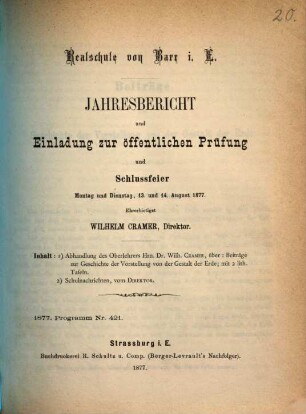 20.
Realschule von Barr i. E.
JAHRESBERICHT
und
Einladung zur öffentlichen Prüfung
und
Schlussfeier
Montag und Dienstag, 13. und 14. August 1877.
Ehrerbietigst
WILHELM CRAMER, Direktor.
Inhalt: 1) Abhandlung des Oberlehrers Hrn. Dr. Wilh. CRAMER, über: Beiträge
zur Geschichte der Vorstellung von der Gestalt der Erde; mit 2 lith.
Tafeln.
2) Schulnachrichten, VOM DIREKTOR.
1877. Programm Nr. 421.
Strassburg i. E.
Buchdruckerei R. Schultz u. Comp. (Berger-Levrault's Nachfolger).
1877.